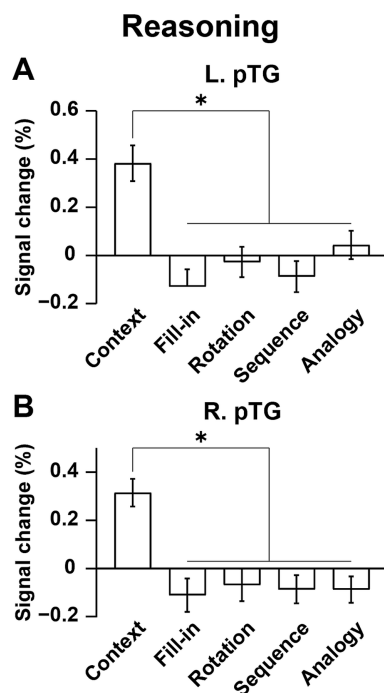 Reasoning
A
L. pTG
Signal change (%)
0.6
0.4
0.2
0
−0.2
*
Context
Fill-in
Rotation
Sequence
Analogy
B
R. pTG
Signal change (%)
0.4
0.2
0
−0.2
*
Context
Fill-in
Rotation
Sequence
Analogy